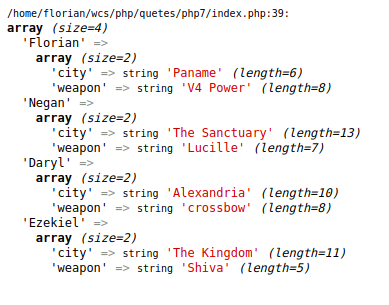 /home/florian/wcs/php/quetes/php7/index.php:39:
array (size=4)
  'Florian' =>
    array (size=2)
      'city' => string 'Paname' (length=6)
      'weapon' => string 'V4 Power' (length=8)
  'Negan' =>
    array (size=2)
      'city' => string 'The Sanctuary' (length=13)
      'weapon' => string 'Lucille' (length=7)
  'Daryl' =>
    array (size=2)
      'city' => string 'Alexandria' (length=10)
      'weapon' => string 'crossbow' (length=8)
  'Ezekiel' =>
    array (size=2)
      'city' => string 'The Kingdom' (length=11)
      'weapon' => string 'Shiva' (length=5)